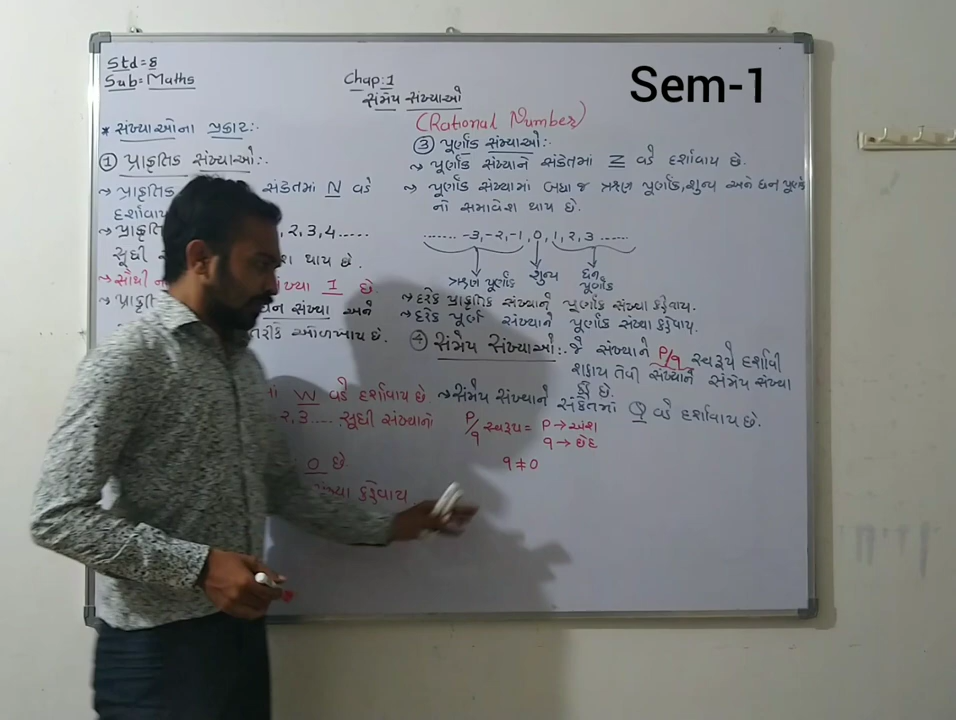 Std = 8
Sub = Maths
Chap:1
સંમેય સંખ્યાઓ
(Rational Number)
Sem-1
* સંખ્યાઓના પ્રકાર:-
① પ્રાકૃતિક સંખ્યાઓ:-
→ પ્રાકૃતિક સંકેતમાં N વડે
દર્શાવાય
→ પ્રાકૃતિ , 2, 3, 4.....
સુધી થાય છે.
→ સૌથી ના સંખ્યા 1 છે.
→ પ્રાકૃતિ ધન સંખ્યા અને
તરીકે ઓળખાય છે.
માં W વડે દર્શાવાય છે.
2, 3.... સુધી સંખ્યાનો
0 છે
સંખ્યા કહેવાય
③ પૂર્ણાંક સંખ્યાઓ:-
→ પૂર્ણાંક સંખ્યાને સંકેતમાં Z વડે દર્શાવાય છે.
→ પૂર્ણાંક સંખ્યામાં બધા જ ઋણ પૂર્ણાંક, શુન્ય અને ધન પૂર્ણાંક
નો સમાવેશ થાય છે.
....... -3, -2, -1, 0, 1, 2, 3 .......
ઋણ પૂર્ણાંક શુન્ય ધન પૂર્ણાંક
→ દરેક પ્રાકૃતિક સંખ્યાને પૂર્ણાંક સંખ્યા કહેવાય.
→ દરેક પૂર્ણ સંખ્યાને પૂર્ણાંક સંખ્યા કહેવાય.
④ સંમેય સંખ્યાઓ:- જે સંખ્યાને P/q સ્વરૂપે દર્શાવી
શકાય તેવી સંખ્યાને સંમેય સંખ્યા
કહે છે.
→ સંમેય સંખ્યાને સંકેતમાં Q વડે દર્શાવાય છે.
P/q સ્વરૂપ = P → અંશ
q → છેદ
q ≠ 0